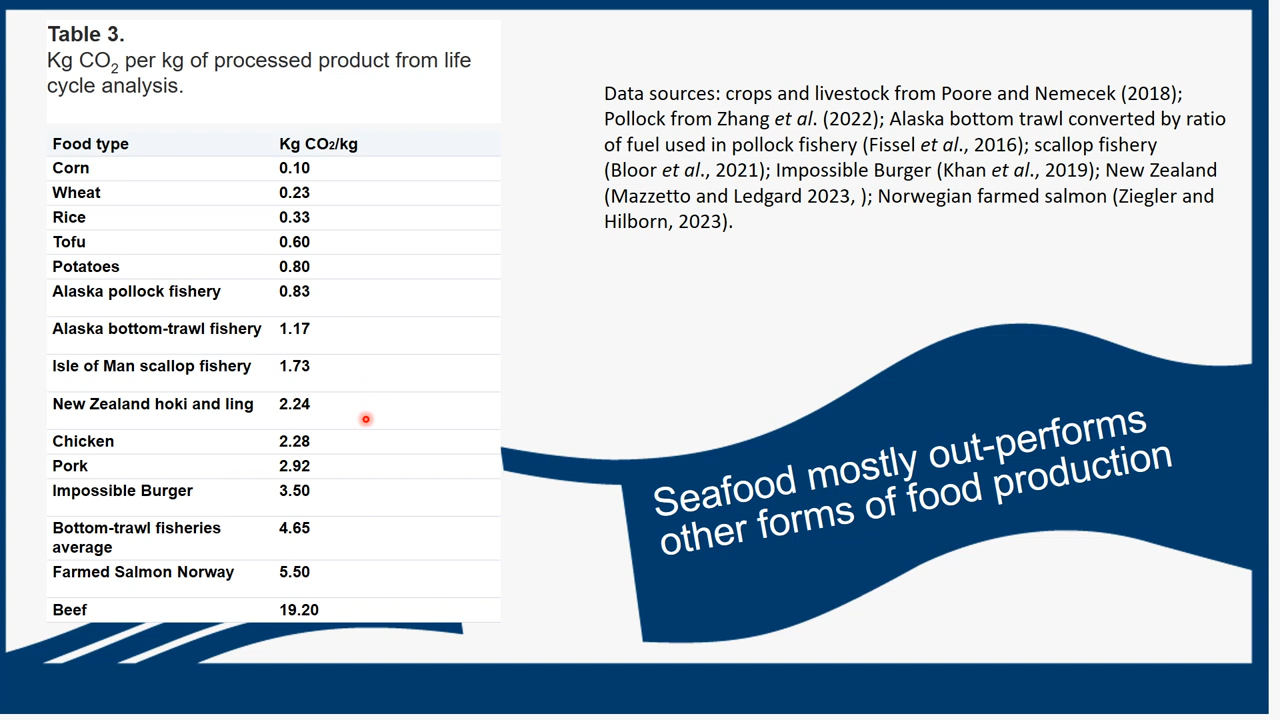 Table 3.
Kg CO2 per kg of processed product from life
cycle analysis.
Food type Kg CO2/kg
Corn 0.10
Wheat 0.23
Rice 0.33
Tofu 0.60
Potatoes 0.80
Alaska pollock fishery 0.83
Alaska bottom-trawl fishery 1.17
Isle of Man scallop fishery 1.73
New Zealand hoki and ling 2.24
Chicken 2.28
Pork 2.92
Impossible Burger 3.50
Bottom-trawl fisheries 4.65
average
Farmed Salmon Norway 5.50
Beef 19.20
Data sources: crops and livestock from Poore and Nemecek (2018);
Pollock from Zhang et al. (2022); Alaska bottom trawl converted by ratio
of fuel used in pollock fishery (Fissel et al., 2016); scallop fishery
(Bloor et al., 2021); Impossible Burger (Khan et al., 2019); New Zealand
(Mazzetto and Ledgard 2023, ); Norwegian farmed salmon (Ziegler and
Hilborn, 2023).
Seafood mostly out-performs
other forms of food production